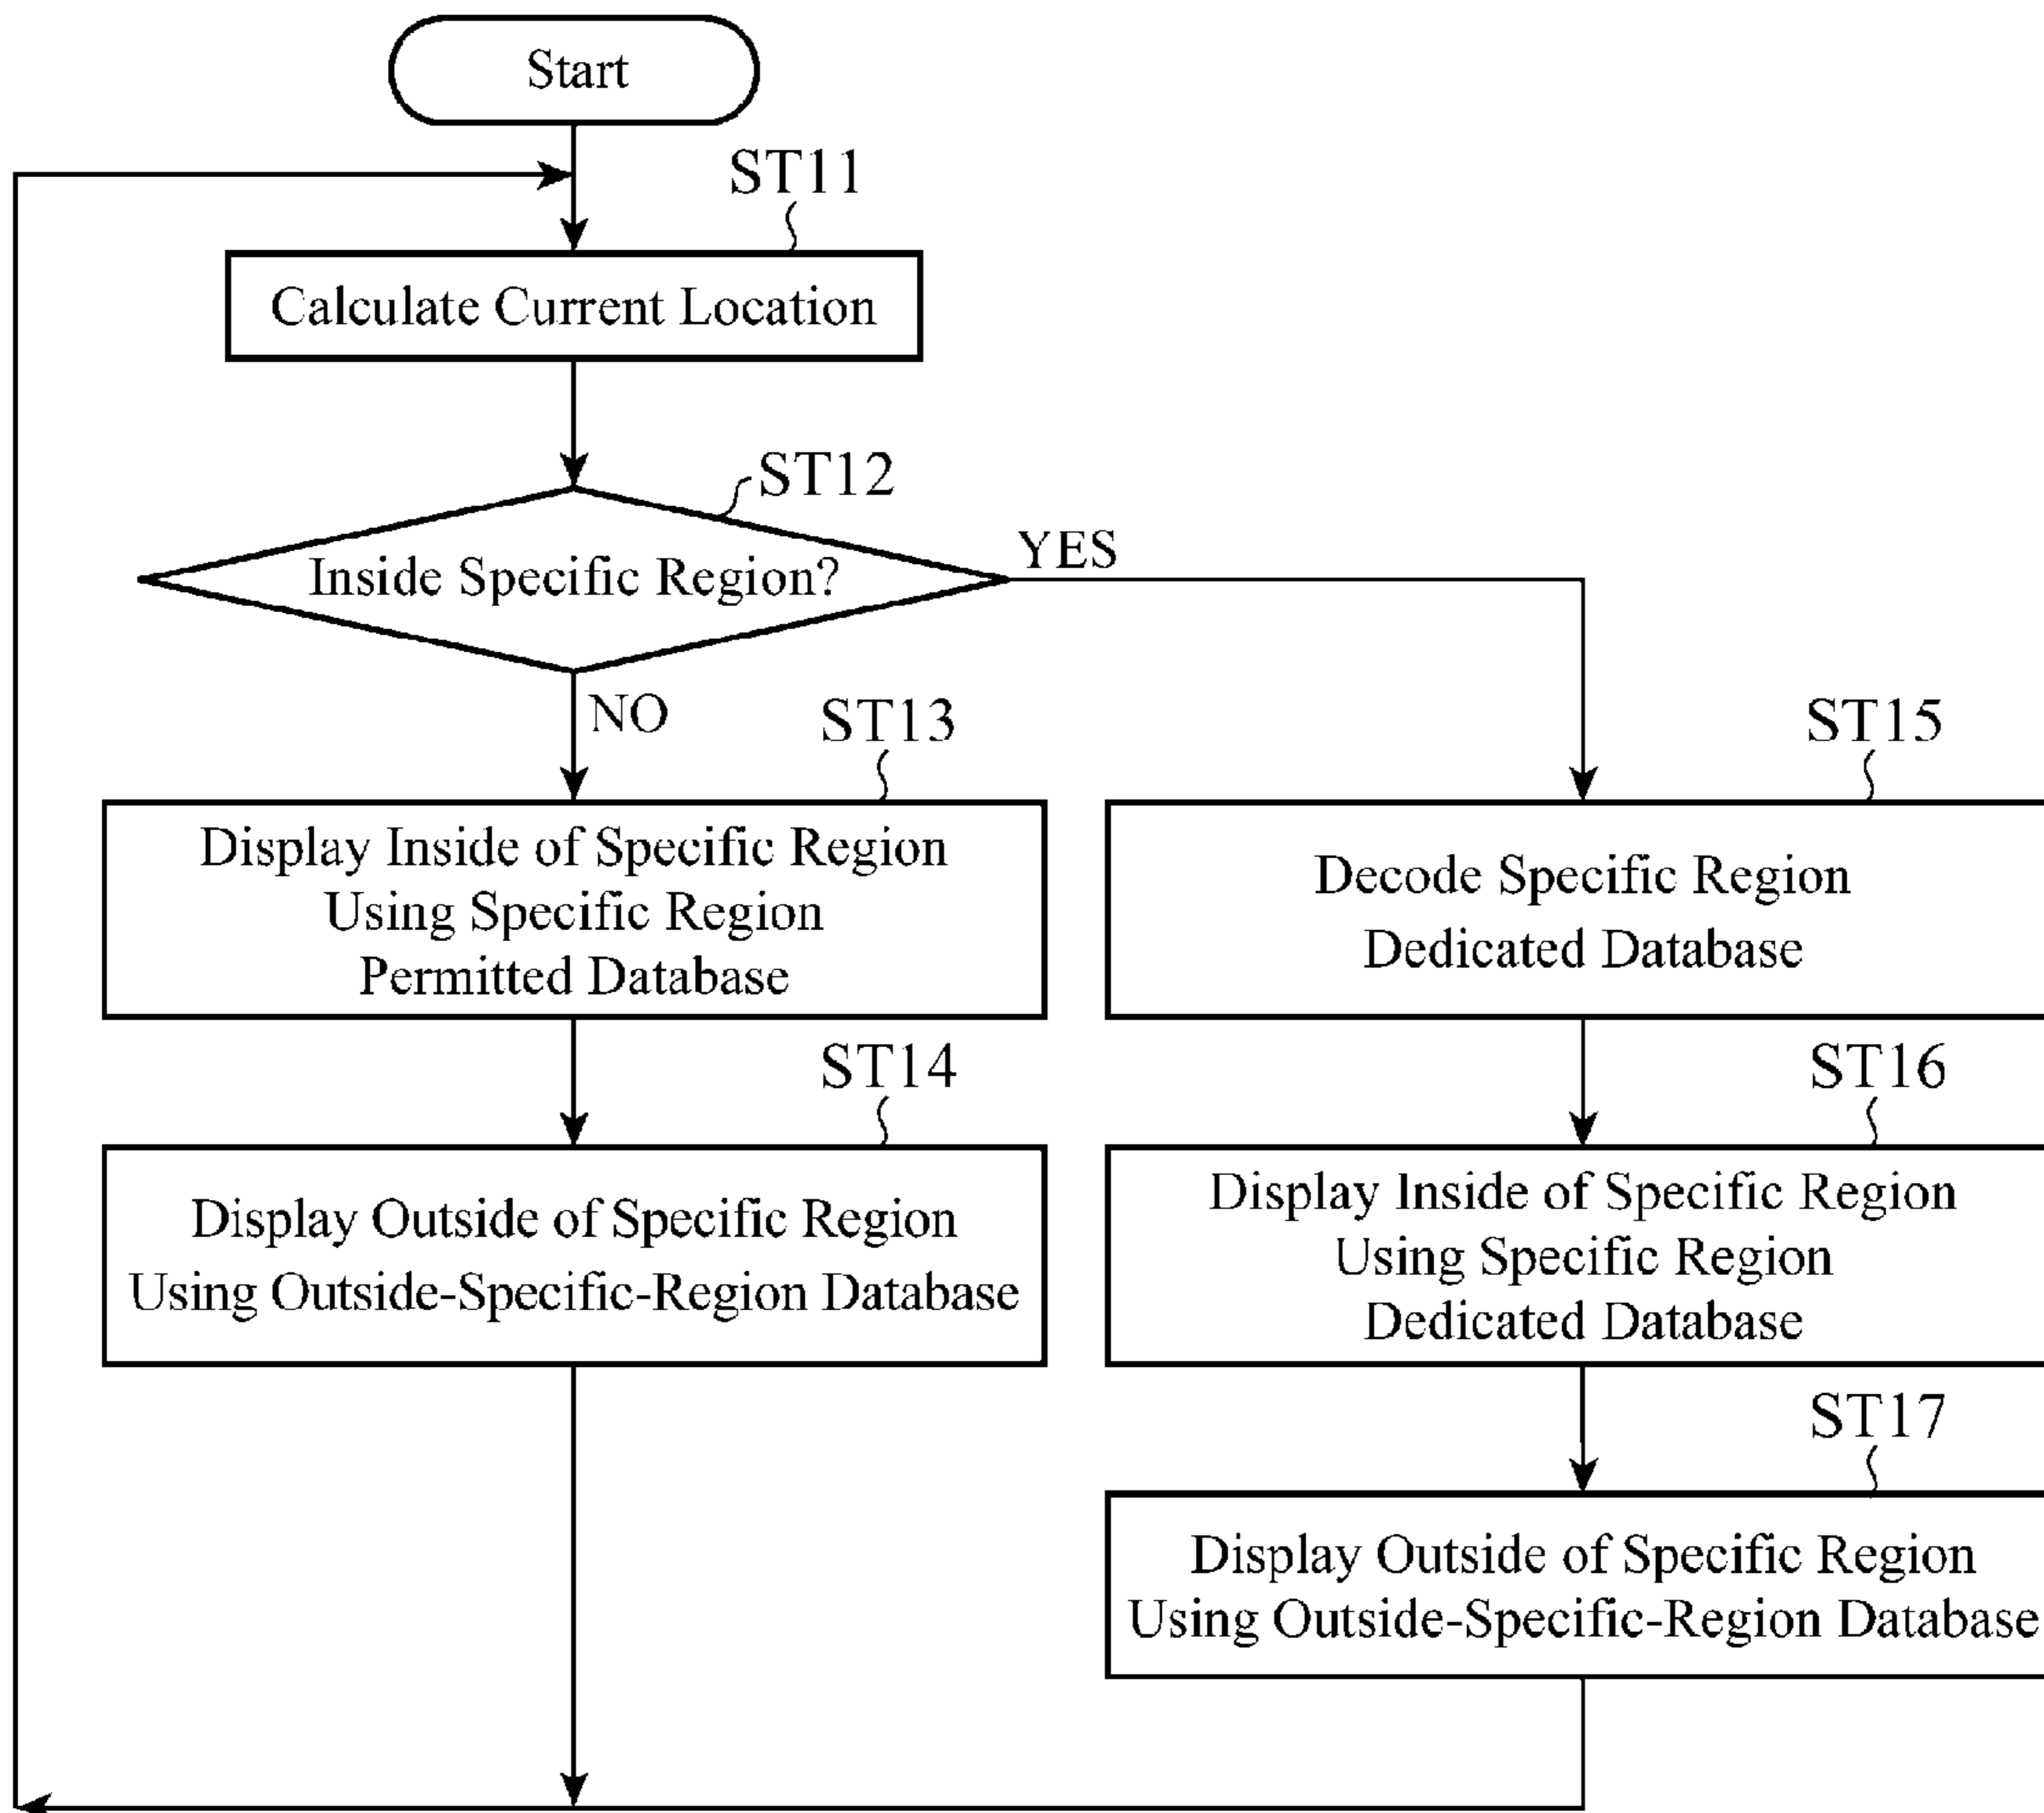 Start
ST11
Calculate Current Location
ST12
Inside Specific Region?
YES
NO
ST13
Display Inside of Specific Region
Using Specific Region
Permitted Database
ST14
Display Outside of Specific Region
Using Outside-Specific-Region Database
ST15
Decode Specific Region
Dedicated Database
ST16
Display Inside of Specific Region
Using Specific Region
Dedicated Database
ST17
Display Outside of Specific Region
Using Outside-Specific-Region Database